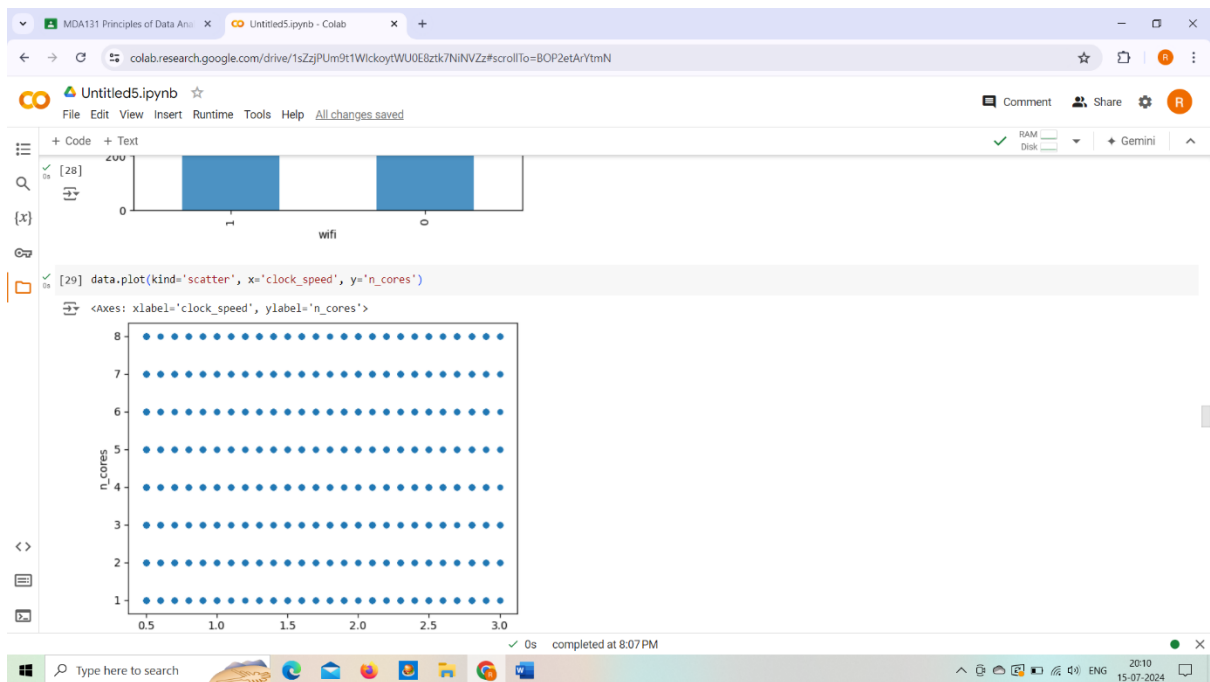 MDA131 Principles of Data Ana
Untitled5.ipynb - Colab
colab.research.google.com/drive/1sZzjPUm9t1WlckoytWU0E8ztk7NiNVZz#scrollTo=BOP2etArYtmN
R
CO
Untitled5.ipynb
Comment
Share
R
File Edit View Insert Runtime Tools Help All changes saved
+ Code + Text
RAM
Disk
Gemini
[28]
0s
200
0
1
0
wifi
{x}
[29] data.plot(kind='scatter', x='clock_speed', y='n_cores')
0s
<Axes: xlabel='clock_speed', ylabel='n_cores'>
8
7
6
5
4
3
2
1
n_cores
0.5 1.0 1.5 2.0 2.5 3.0
0s completed at 8:07 PM
Type here to search
ENG
20:10
15-07-2024